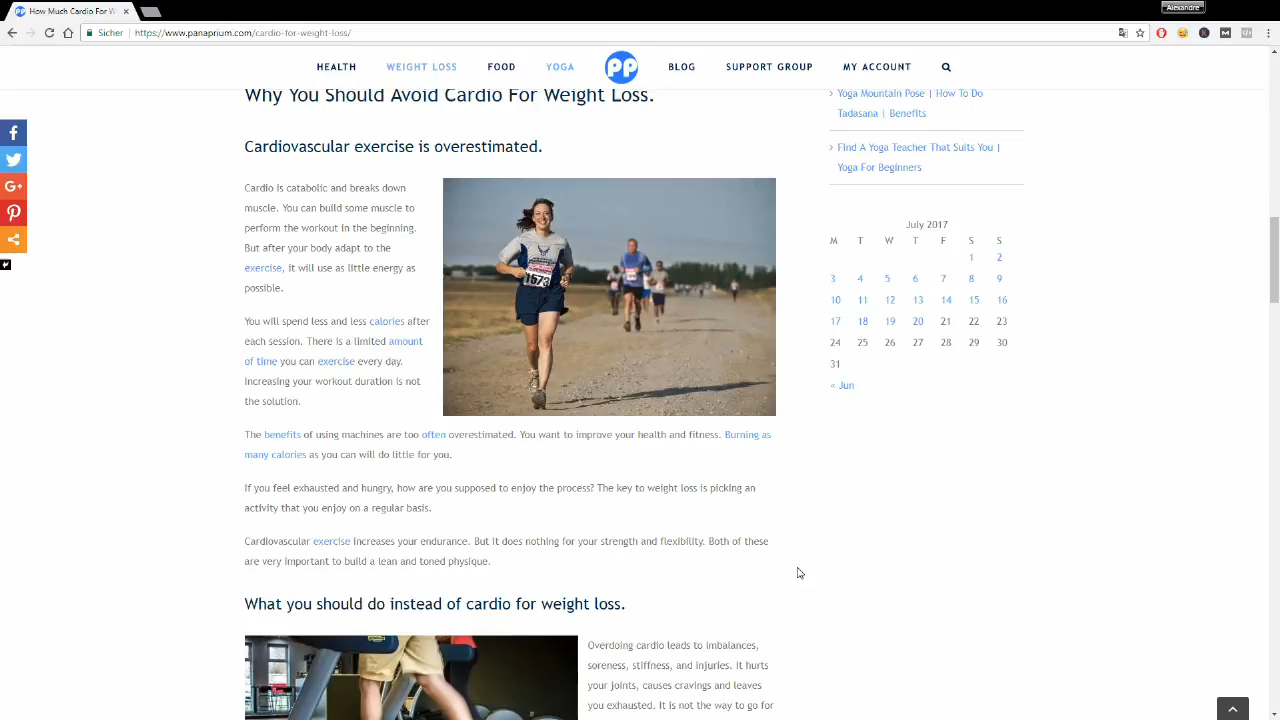 How Much Cardio For W
Alexandre
Sicher
https://www.panaprium.com/cardio-for-weight-loss/
HEALTH WEIGHT LOSS FOOD YOGA PP BLOG SUPPORT GROUP MY ACCOUNT
Why You Should Avoid Cardio For Weight Loss.
Cardiovascular exercise is overestimated.
Cardio is catabolic and breaks down
muscle. You can build some muscle to
perform the workout in the beginning.
But after your body adapt to the
exercise, it will use as little energy as
possible.
You will spend less and less calories after
each session. There is a limited amount
of time you can exercise every day.
Increasing your workout duration is not
the solution.
1573
The benefits of using machines are too often overestimated. You want to improve your health and fitness. Burning as
many calories as you can will do little for you.
If you feel exhausted and hungry, how are you supposed to enjoy the process? The key to weight loss is picking an
activity that you enjoy on a regular basis.
Cardiovascular exercise increases your endurance. But it does nothing for your strength and flexibility. Both of these
are very important to build a lean and toned physique.
What you should do instead of cardio for weight loss.
Overdoing cardio leads to imbalances,
soreness, stiffness, and injuries. It hurts
your joints, causes cravings and leaves
you exhausted. It is not the way to go for
Yoga Mountain Pose | How To Do
Tadasana | Benefits
Find A Yoga Teacher That Suits You |
Yoga For Beginners
July 2017
M T W T F S S
1 2
3 4 5 6 7 8 9
10 11 12 13 14 15 16
17 18 19 20 21 22 23
24 25 26 27 28 29 30
31
« Jun